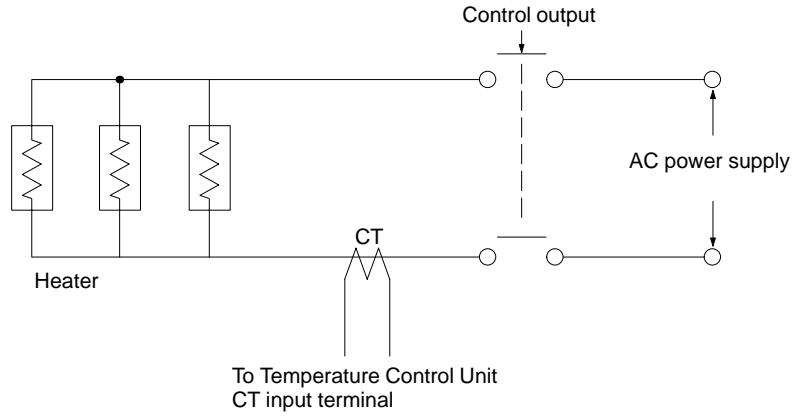 Control output
AC power supply
CT
Heater
To Temperature Control Unit
CT input terminal